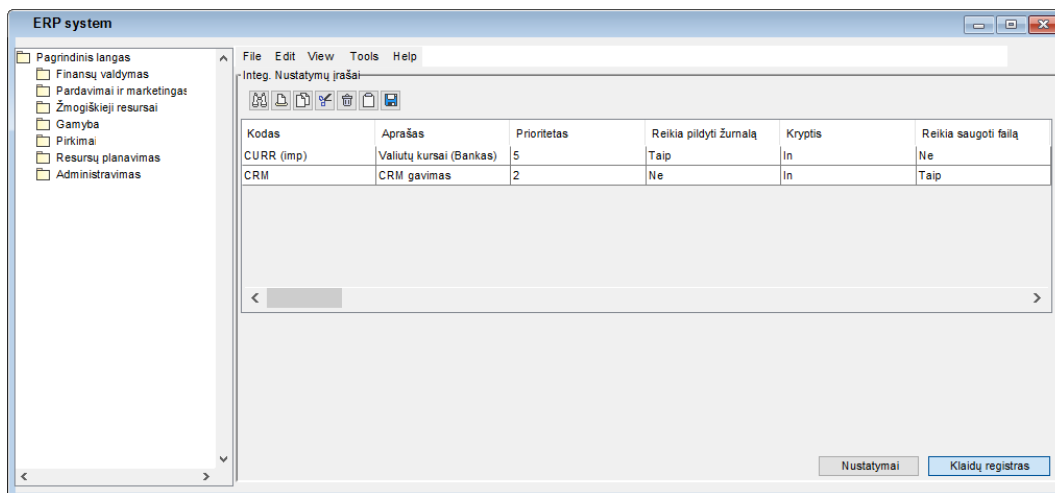 ERP system
Pagrindinis langas
Finansų valdymas
Pardavimai ir marketingas
Žmogiškieji resursai
Gamyba
Pirkimai
Resursų planavimas
Administravimas
File Edit View Tools Help
Integ. Nustatymų įrašai
Kodas Aprašas Prioritetas Reikia pildyti žurnalą Kryptis Reikia saugoti failą
CURR (imp) Valiutų kursai (Bankas) 5 Taip In Ne
CRM CRM gavimas 2 Ne In Taip
Nustatymai Klaidų registras